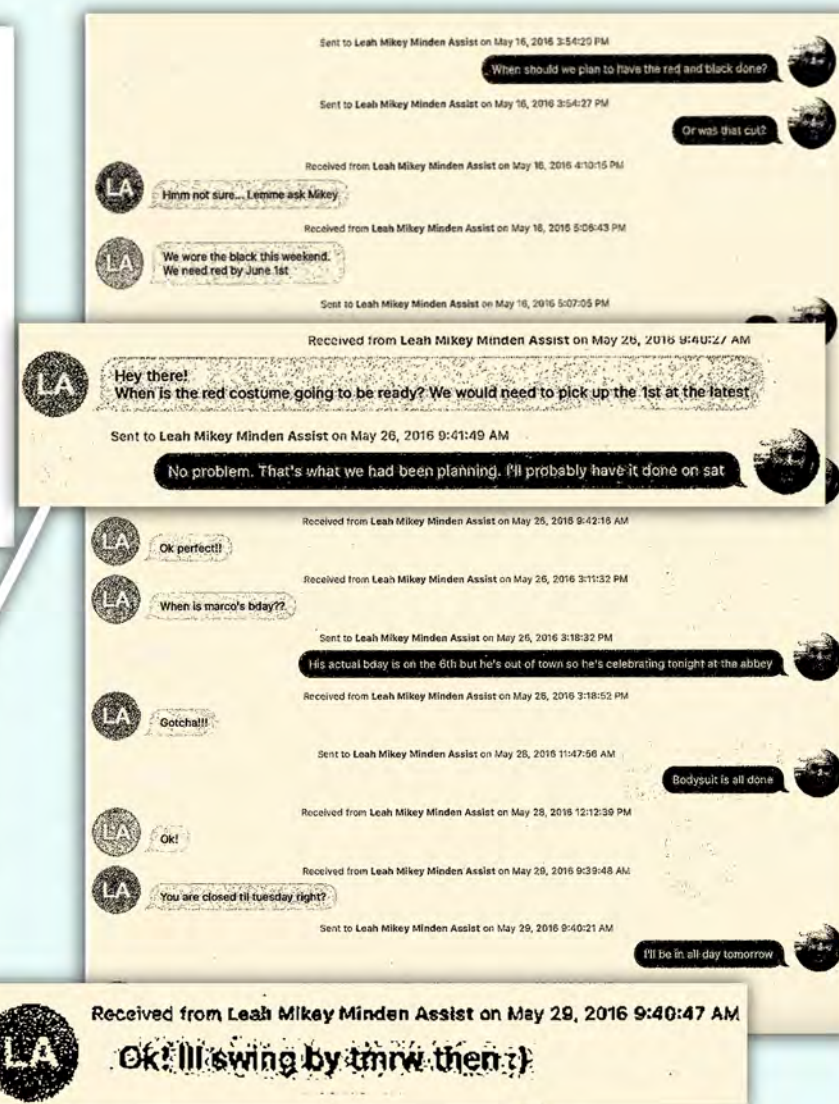 Sent to Leah Mikey Minden Assist on May 16, 2016 3:54:20 PM
When should we plan to have the red and black done?
Sent to Leah Mikey Minden Assist on May 16, 2016 3:54:27 PM
Or was that cut?
Received from Leah Mikey Minden Assist on May 16, 2016 4:10:15 PM
LA
Hmm not sure... Lemme ask Mikey
Received from Leah Mikey Minden Assist on May 16, 2016 5:06:43 PM
LA
We wore the black this weekend.
We need red by June 1st
Sent to Leah Mikey Minden Assist on May 16, 2016 5:07:05 PM
Received from Leah Mikey Minden Assist on May 26, 2016 9:40:27 AM
LA
Hey there!
When is the red costume going to be ready? We would need to pick up the 1st at the latest
Sent to Leah Mikey Minden Assist on May 26, 2016 9:41:49 AM
No problem. That's what we had been planning. I'll probably have it done on sat
Received from Leah Mikey Minden Assist on May 26, 2016 9:42:16 AM
LA
Ok perfect!!
Received from Leah Mikey Minden Assist on May 26, 2016 3:11:32 PM
LA
When is marco's bday??
Sent to Leah Mikey Minden Assist on May 26, 2016 3:18:32 PM
His actual bday is on the 6th but he's out of town so he's celebrating tonight at the abbey
Received from Leah Mikey Minden Assist on May 26, 2016 3:18:52 PM
LA
Gotcha!!!
Sent to Leah Mikey Minden Assist on May 28, 2016 11:47:56 AM
Bodysuit is all done
Received from Leah Mikey Minden Assist on May 28, 2016 12:12:39 PM
LA
Ok!
Received from Leah Mikey Minden Assist on May 29, 2016 9:39:48 AM
LA
You are closed til tuesday right?
Sent to Leah Mikey Minden Assist on May 29, 2016 9:40:21 AM
I'll be in all day tomorrow
Received from Leah Mikey Minden Assist on May 29, 2016 9:40:47 AM
LA
Ok! Ill swing by tmrw then :)